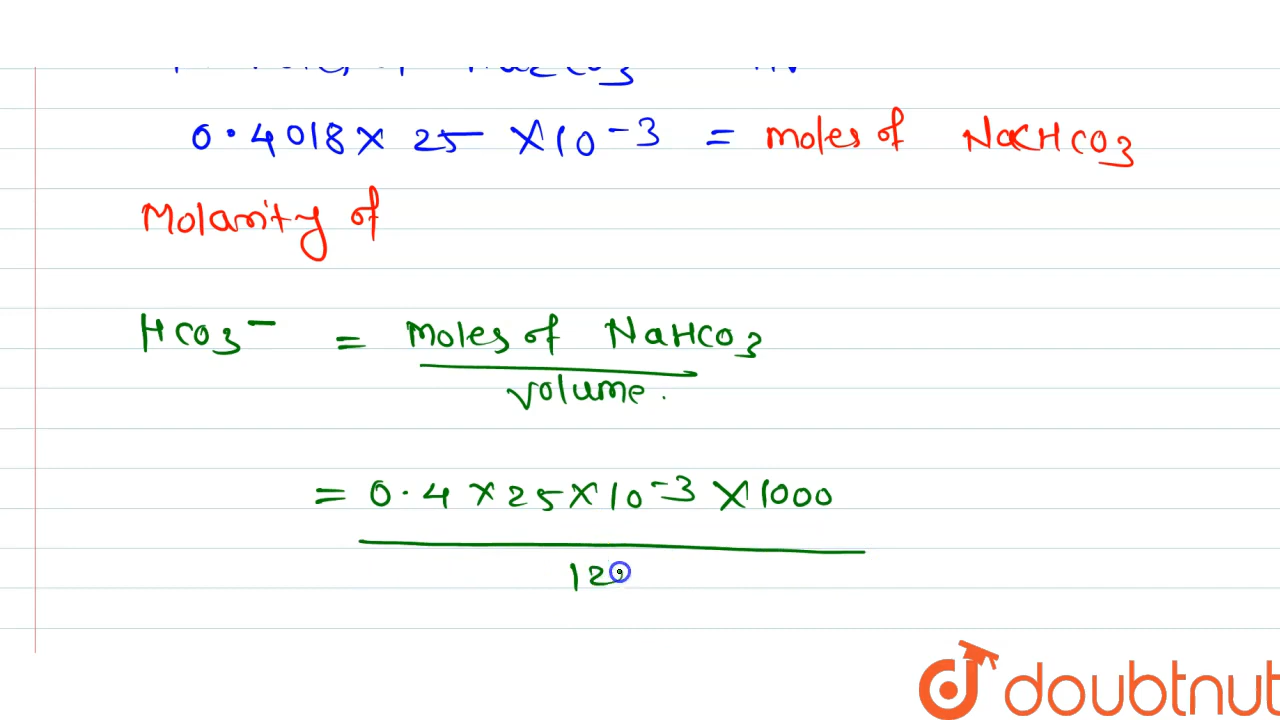 0.4018 × 25 × 10⁻³ = moles of NaHCO3
Molarity of
HCO3⁻ = moles of NaHCO3
volume.
= 0.4 × 25 × 10⁻³ × 1000
12
doubtnut